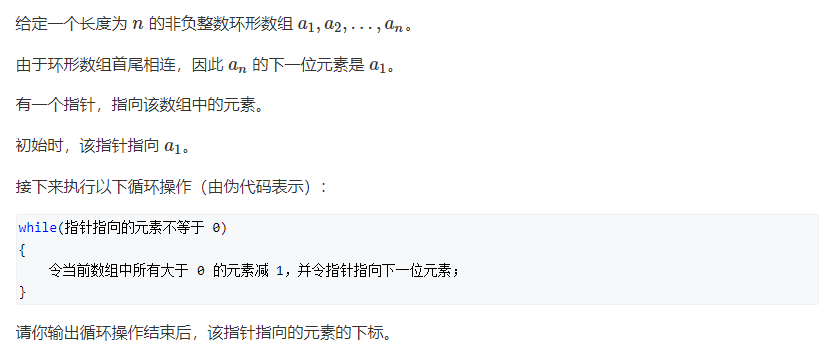 给定一个长度为 n 的非负整数环形数组 a₁, a₂, ..., aₙ。
由于环形数组首尾相连，因此 aₙ 的下一位元素是 a₁。
有一个指针，指向该数组中的元素。
初始时，该指针指向 a₁。
接下来执行以下循环操作（由伪代码表示）：
while(指针指向的元素不等于 0)
{
    令当前数组中所有大于 0 的元素减 1，并令指针指向下一位元素；
}
请你输出循环操作结束后，该指针指向的元素的下标。